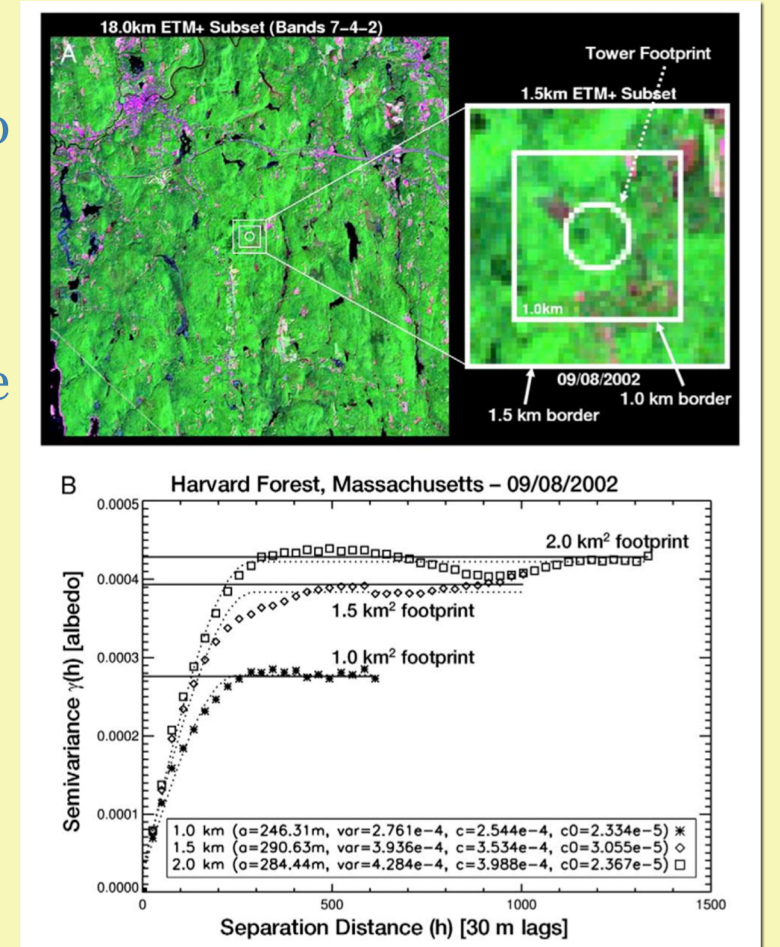 o
e
18.0km ETM+ Subset (Bands 7-4-2)
A
Tower Footprint
1.5km ETM+ Subset
1.0km
09/08/2002
1.0 km border
1.5 km border
B
Harvard Forest, Massachusetts – 09/08/2002
0.0005
0.0004
0.0003
0.0002
0.0001
0.0000
Semivariance γ(h) [albedo]
2.0 km² footprint
1.5 km² footprint
1.0 km² footprint
1.0 km (a=246.31m, var=2.761e-4, c=2.544e-4, c0=2.334e-5)
1.5 km (a=290.63m, var=3.936e-4, c=3.534e-4, c0=3.055e-5)
2.0 km (a=284.44m, var=4.284e-4, c=3.988e-4, c0=2.367e-5)
0 500 1000 1500
Separation Distance (h) [30 m lags]